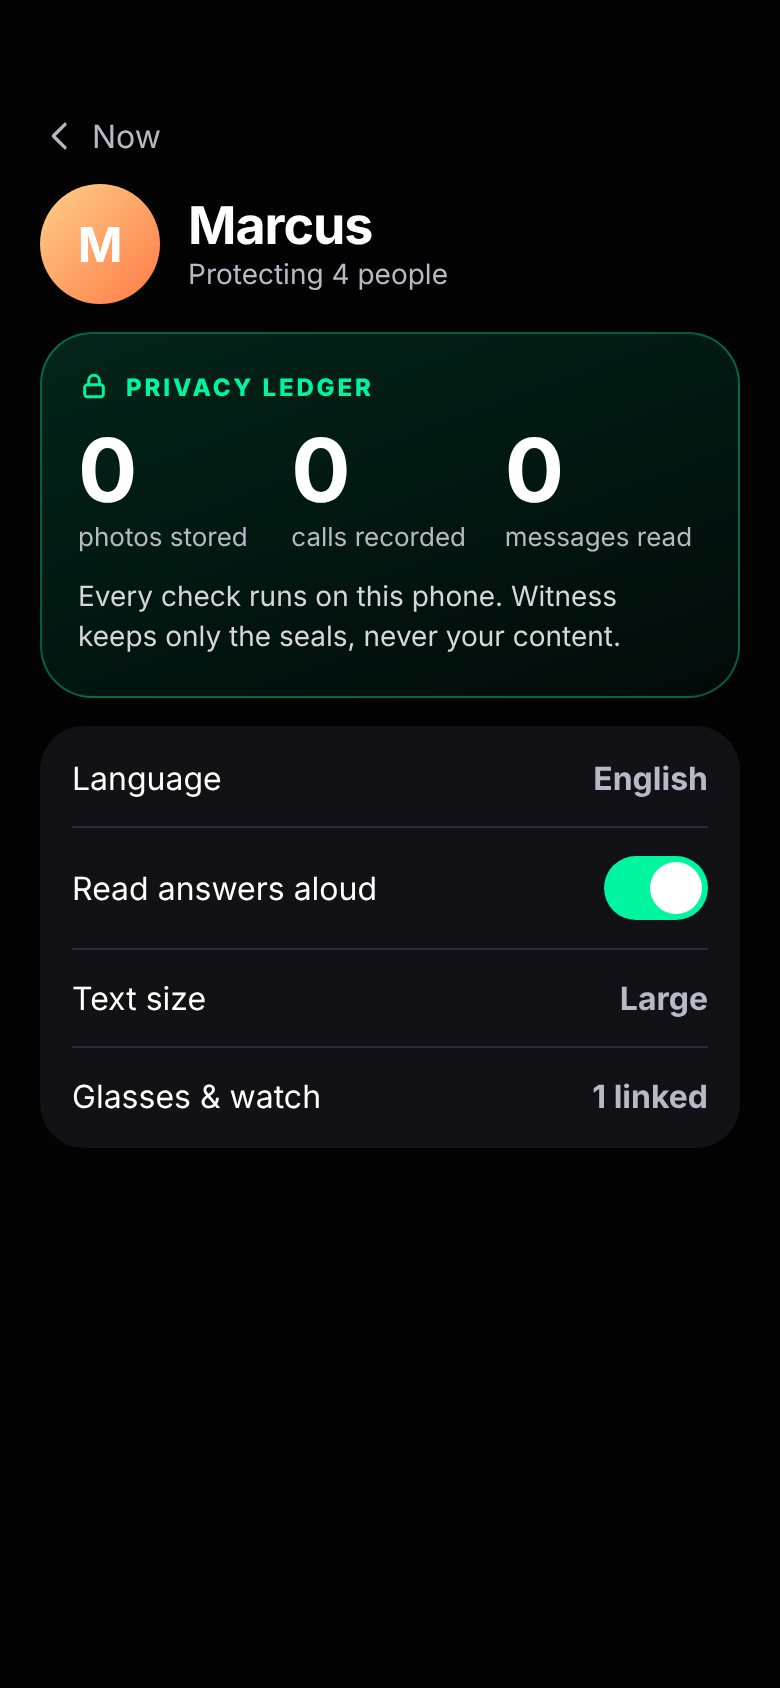 Now
M
Marcus
Protecting 4 people
PRIVACY LEDGER
0 0 0
photos stored calls recorded messages read
Every check runs on this phone. Witness
keeps only the seals, never your content.
Language English
Read answers aloud
Text size Large
Glasses & watch 1 linked